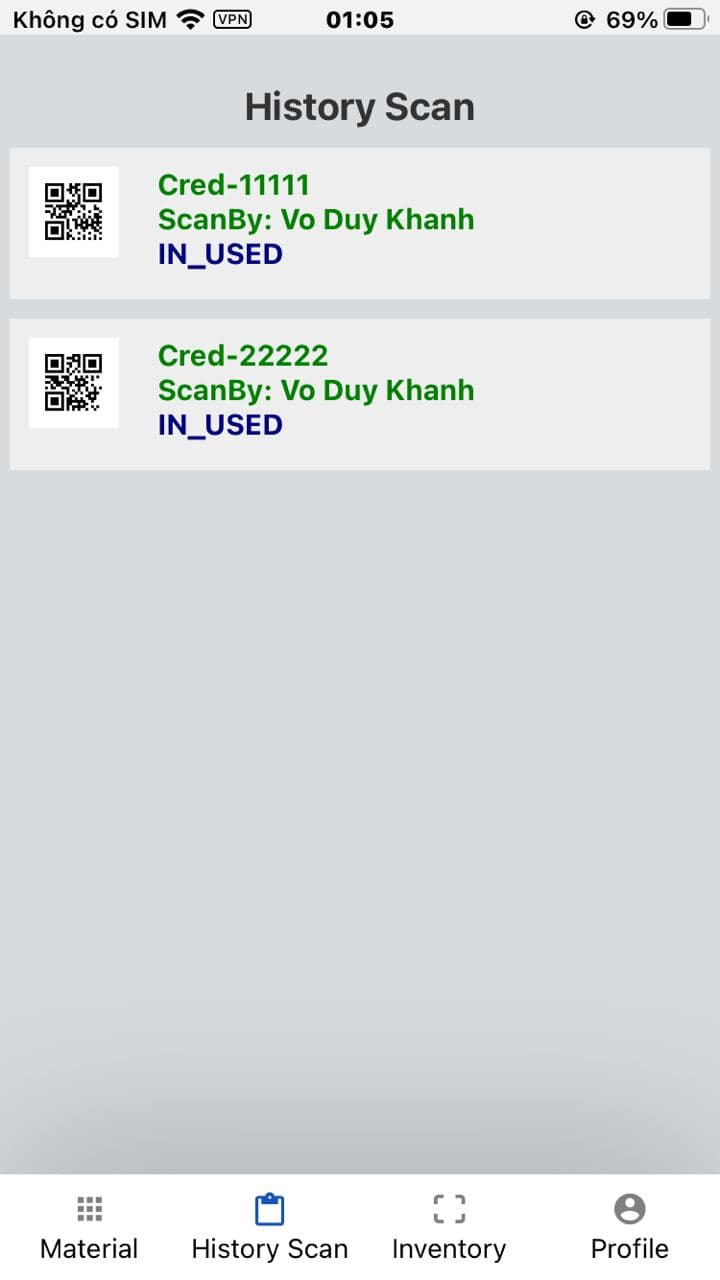 Không có SIM VPN 01:05 69%
History Scan
Cred-11111
ScanBy: Vo Duy Khanh
IN_USED
Cred-22222
ScanBy: Vo Duy Khanh
IN_USED
Material History Scan Inventory Profile